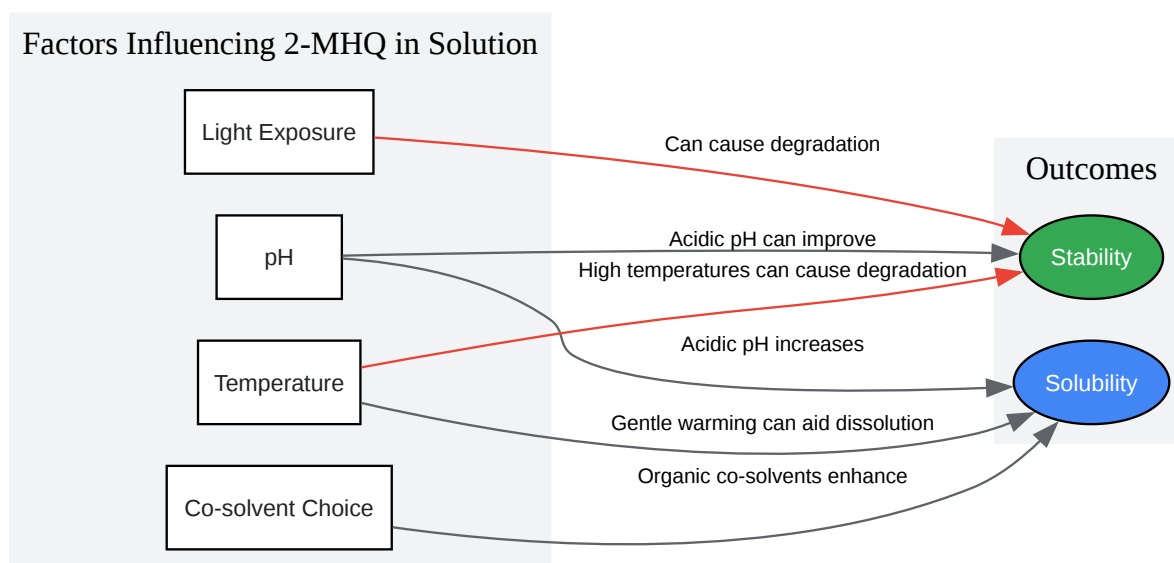 Factors Influencing 2-MHQ in Solution
Light Exposure
Can cause degradation
Outcomes
pH
Acidic pH can improve
Stability
High temperatures can cause degradation
Acidic pH increases
Temperature
Solubility
Gentle warming can aid dissolution
Organic co-solvents enhance
Co-solvent Choice